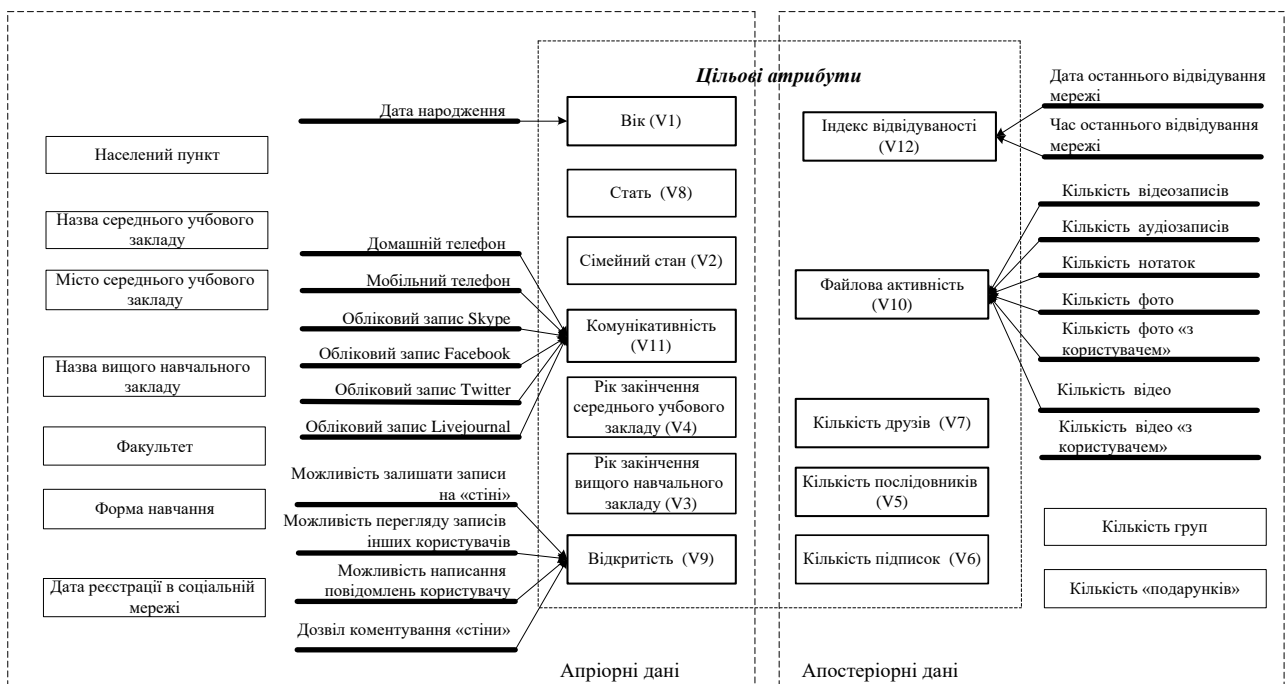 Цільові атрибути
Населений пункт
Назва середнього учбового
закладу
Місто середнього учбового
закладу
Назва вищого навчального
закладу
Факультет
Форма навчання
Дата реєстрації в соціальній
мережі
Дата народження
Домашній телефон
Мобільний телефон
Обліковий запис Skype
Обліковий запис Facebook
Обліковий запис Twitter
Обліковий запис Livejournal
Можливість залишати записи
на «стіні»
Можливість перегляду записів
інших користувачів
Можливість написання
повідомлень користувачу
Дозвіл коментування «стіни»
Вік (V1)
Стать (V8)
Сімейний стан (V2)
Комунікативність
(V11)
Рік закінчення
середнього учбового
закладу (V4)
Рік закінчення
вищого навчального
закладу (V3)
Відкритість (V9)
Апріорні дані
Індекс відвідуваності
(V12)
Файлова активність
(V10)
Кількість друзів (V7)
Кількість послідовників
(V5)
Кількість підписок (V6)
Дата останнього відвідування
мережі
Час останнього відвідування
мережі
Кількість відеозаписів
Кількість аудіозаписів
Кількість нотаток
Кількість фото
Кількість фото «з
користувачем»
Кількість відео
Кількість відео «з
користувачем»
Кількість груп
Кількість «подарунків»
Апостеріорні дані